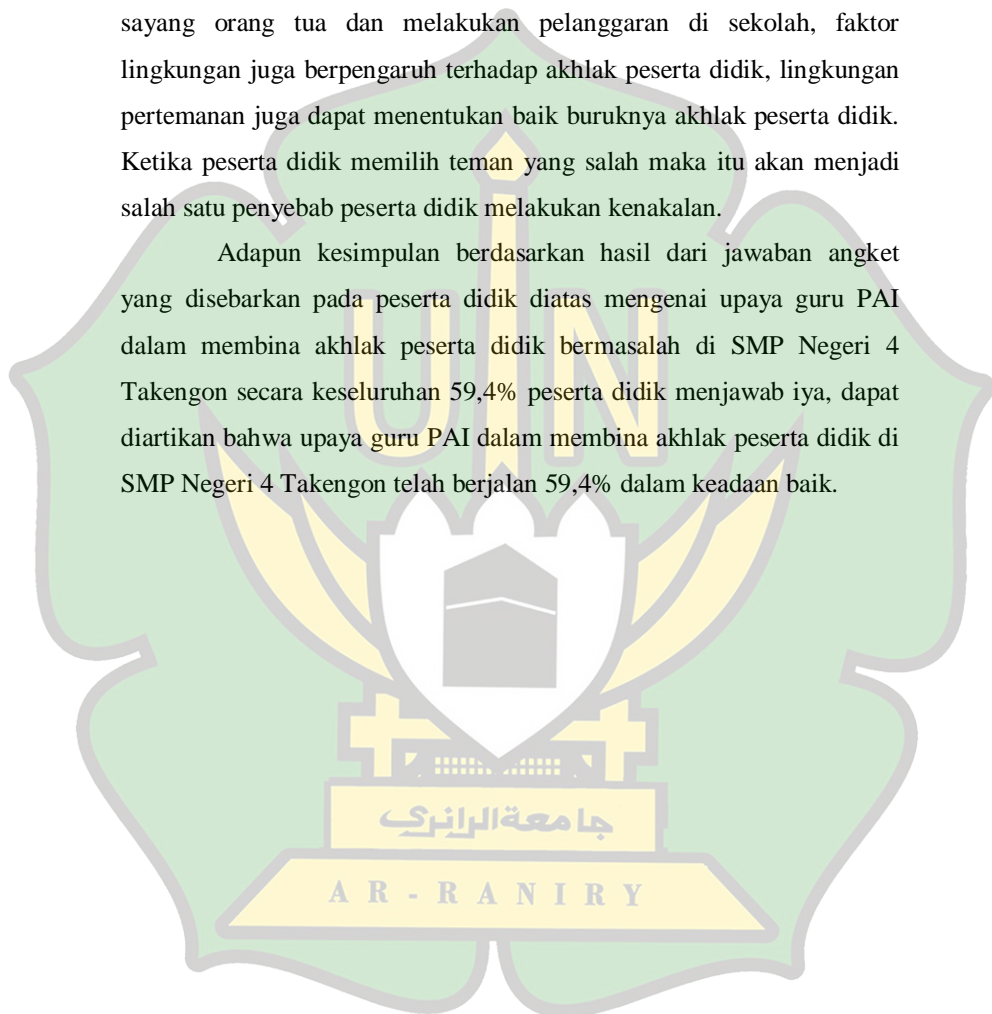 sayang orang tua dan melakukan pelanggaran di sekolah, faktor
lingkungan juga berpengaruh terhadap akhlak peserta didik, lingkungan
pertemanan juga dapat menentukan baik buruknya akhlak peserta didik.
Ketika peserta didik memilih teman yang salah maka itu akan menjadi
salah satu penyebab peserta didik melakukan kenakalan.
Adapun kesimpulan berdasarkan hasil dari jawaban angket
yang disebarkan pada peserta didik diatas mengenai upaya guru PAI
dalam membina akhlak peserta didik bermasalah di SMP Negeri 4
Takengon secara keseluruhan 59,4% peserta didik menjawab iya, dapat
diartikan bahwa upaya guru PAI dalam membina akhlak peserta didik di
SMP Negeri 4 Takengon telah berjalan 59,4% dalam keadaan baik.
UIN
جامعة الرانري
AR-RANIRY